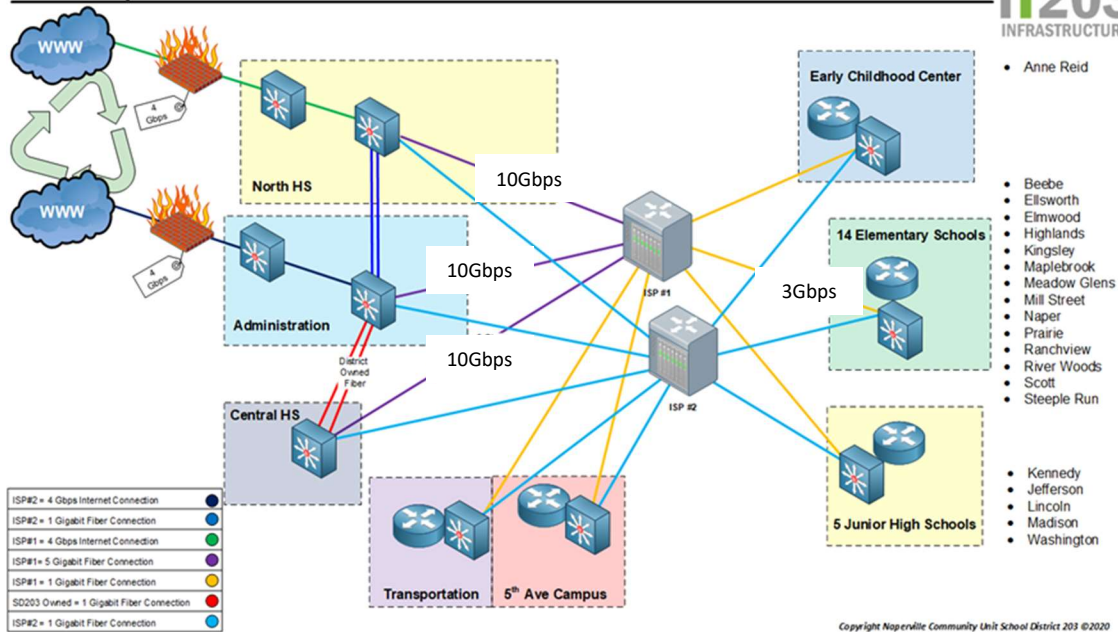 IT203
INFRASTRUCTURE
WWW
4
Gbps
North HS
WWW
4
Gbps
Administration
District
Owned
Fiber
Central HS
10Gbps
10Gbps
10Gbps
ISP #1
ISP #2
3Gbps
Early Childhood Center
14 Elementary Schools
5 Junior High Schools
Transportation
5th Ave Campus
• Anne Reid
• Beebe
• Ellsworth
• Elmwood
• Highlands
• Kingsley
• Maplebrook
• Meadow Glens
• Mill Street
• Naper
• Prairie
• Ranchview
• River Woods
• Scott
• Steeple Run
• Kennedy
• Jefferson
• Lincoln
• Madison
• Washington
ISP#2 = 4 Gbps Internet Connection
ISP#2 = 1 Gigabit Fiber Connection
ISP#1 = 4 Gbps Internet Connection
ISP#1= 5 Gigabit Fiber Connection
ISP#1 = 1 Gigabit Fiber Connection
SD203 Owned = 1 Gigabit Fiber Connection
ISP#2 = 1 Gigabit Fiber Connection
Copyright Naperville Community Unit School District 203 ©2020